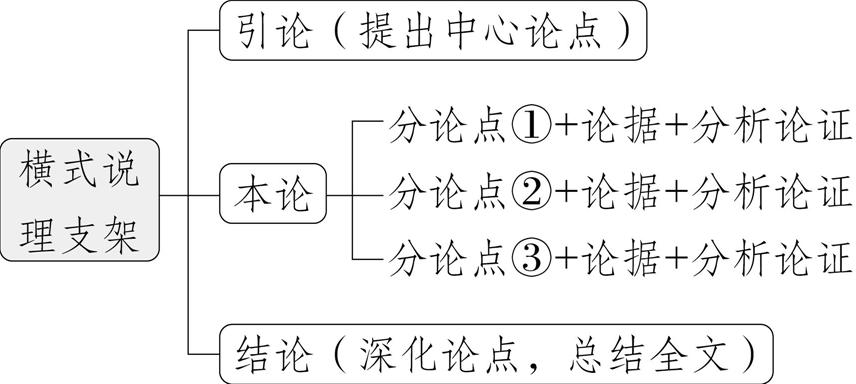 横式说
理支架
引论（提出中心论点）
本论
分论点①+论据+分析论证
分论点②+论据+分析论证
分论点③+论据+分析论证
结论（深化论点，总结全文）